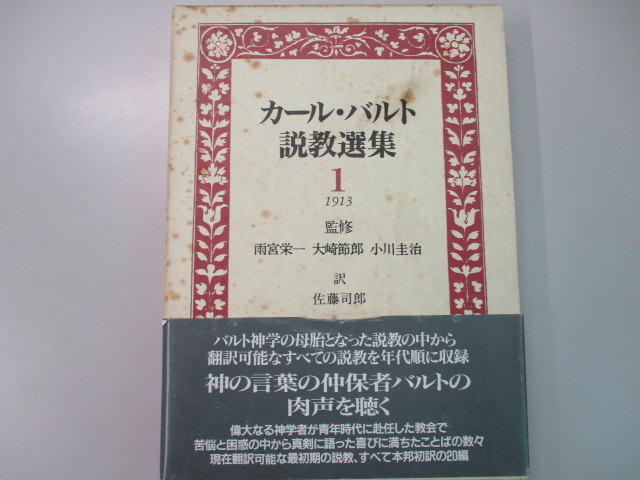 カール・バルト
説教選集
1
1913
監修
雨宮栄一 大崎節郎 小川圭治
訳
佐藤司郎
バルト神学の母胎となった説教の中から
翻訳可能なすべての説教を年代順に収録
神の言葉の仲保者バルトの
肉声を聴く
偉大なる神学者が青年時代に赴任した教会で
苦悩と困惑の中から真剣に語った喜びに満ちたことばの数々
現在翻訳可能な最初期の説教、すべて本邦初訳の20編